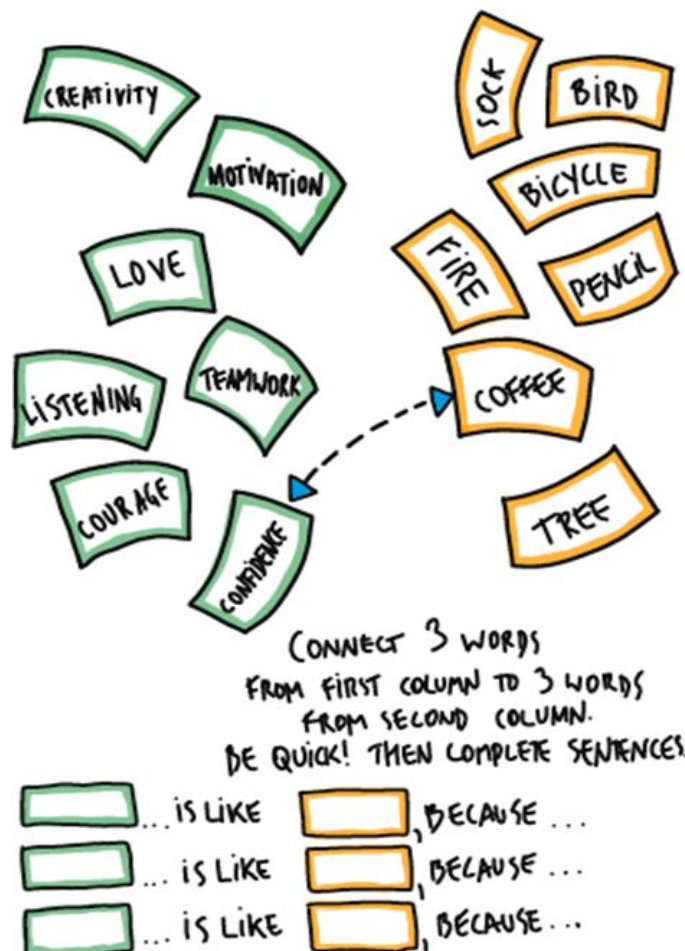 CREATIVITY
MOTIVATION
LOVE
TEAMWORK
LISTENING
COURAGE
CONFIDENCE
SOCK
BIRD
BICYCLE
FIRE
PENCIL
COFFEE
TREE
CONNECT 3 WORDS
FROM FIRST COLUMN TO 3 WORDS
FROM SECOND COLUMN.
BE QUICK! THEN COMPLETE SENTENCES
... IS LIKE , BECAUSE ...
... IS LIKE , BECAUSE ...
... IS LIKE , BECAUSE ...